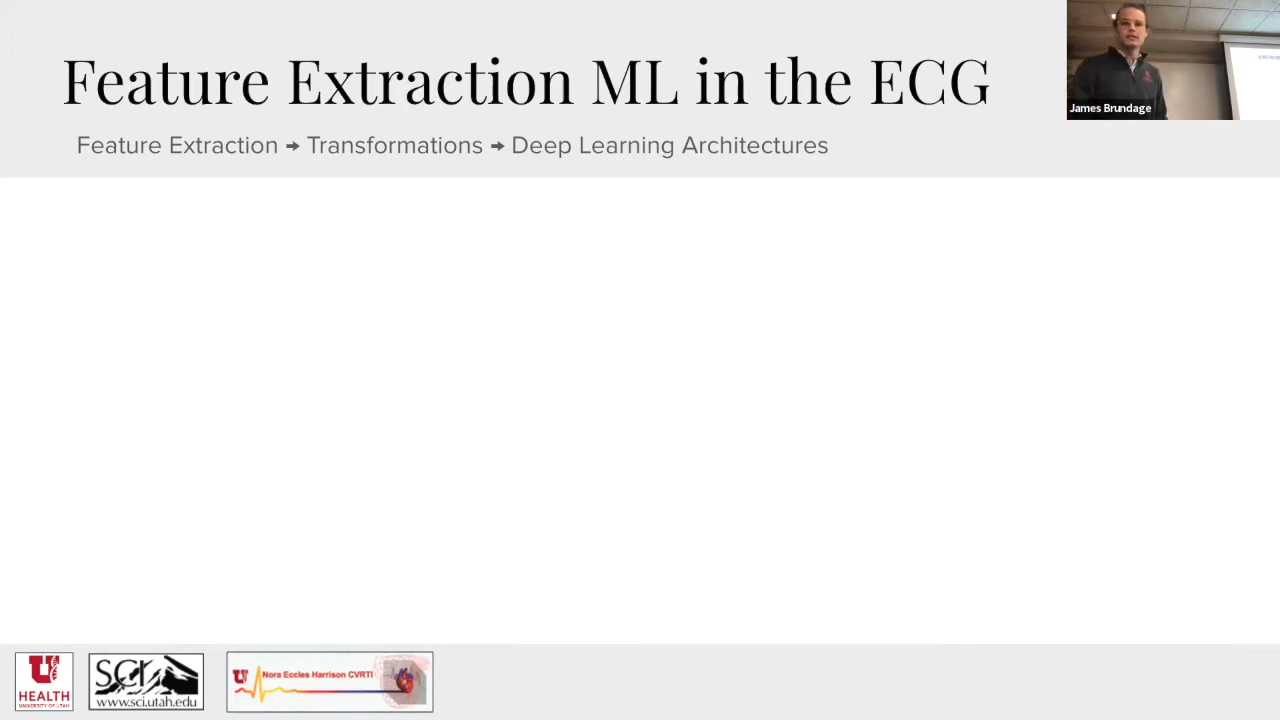 Feature Extraction ML in the ECG
Feature Extraction → Transformations → Deep Learning Architectures
James Brundage
U
HEALTH
UNIVERSITY OF UTAH
SCI
www.sci.utah.edu
U
Nora Eccles Harrison CVRTI